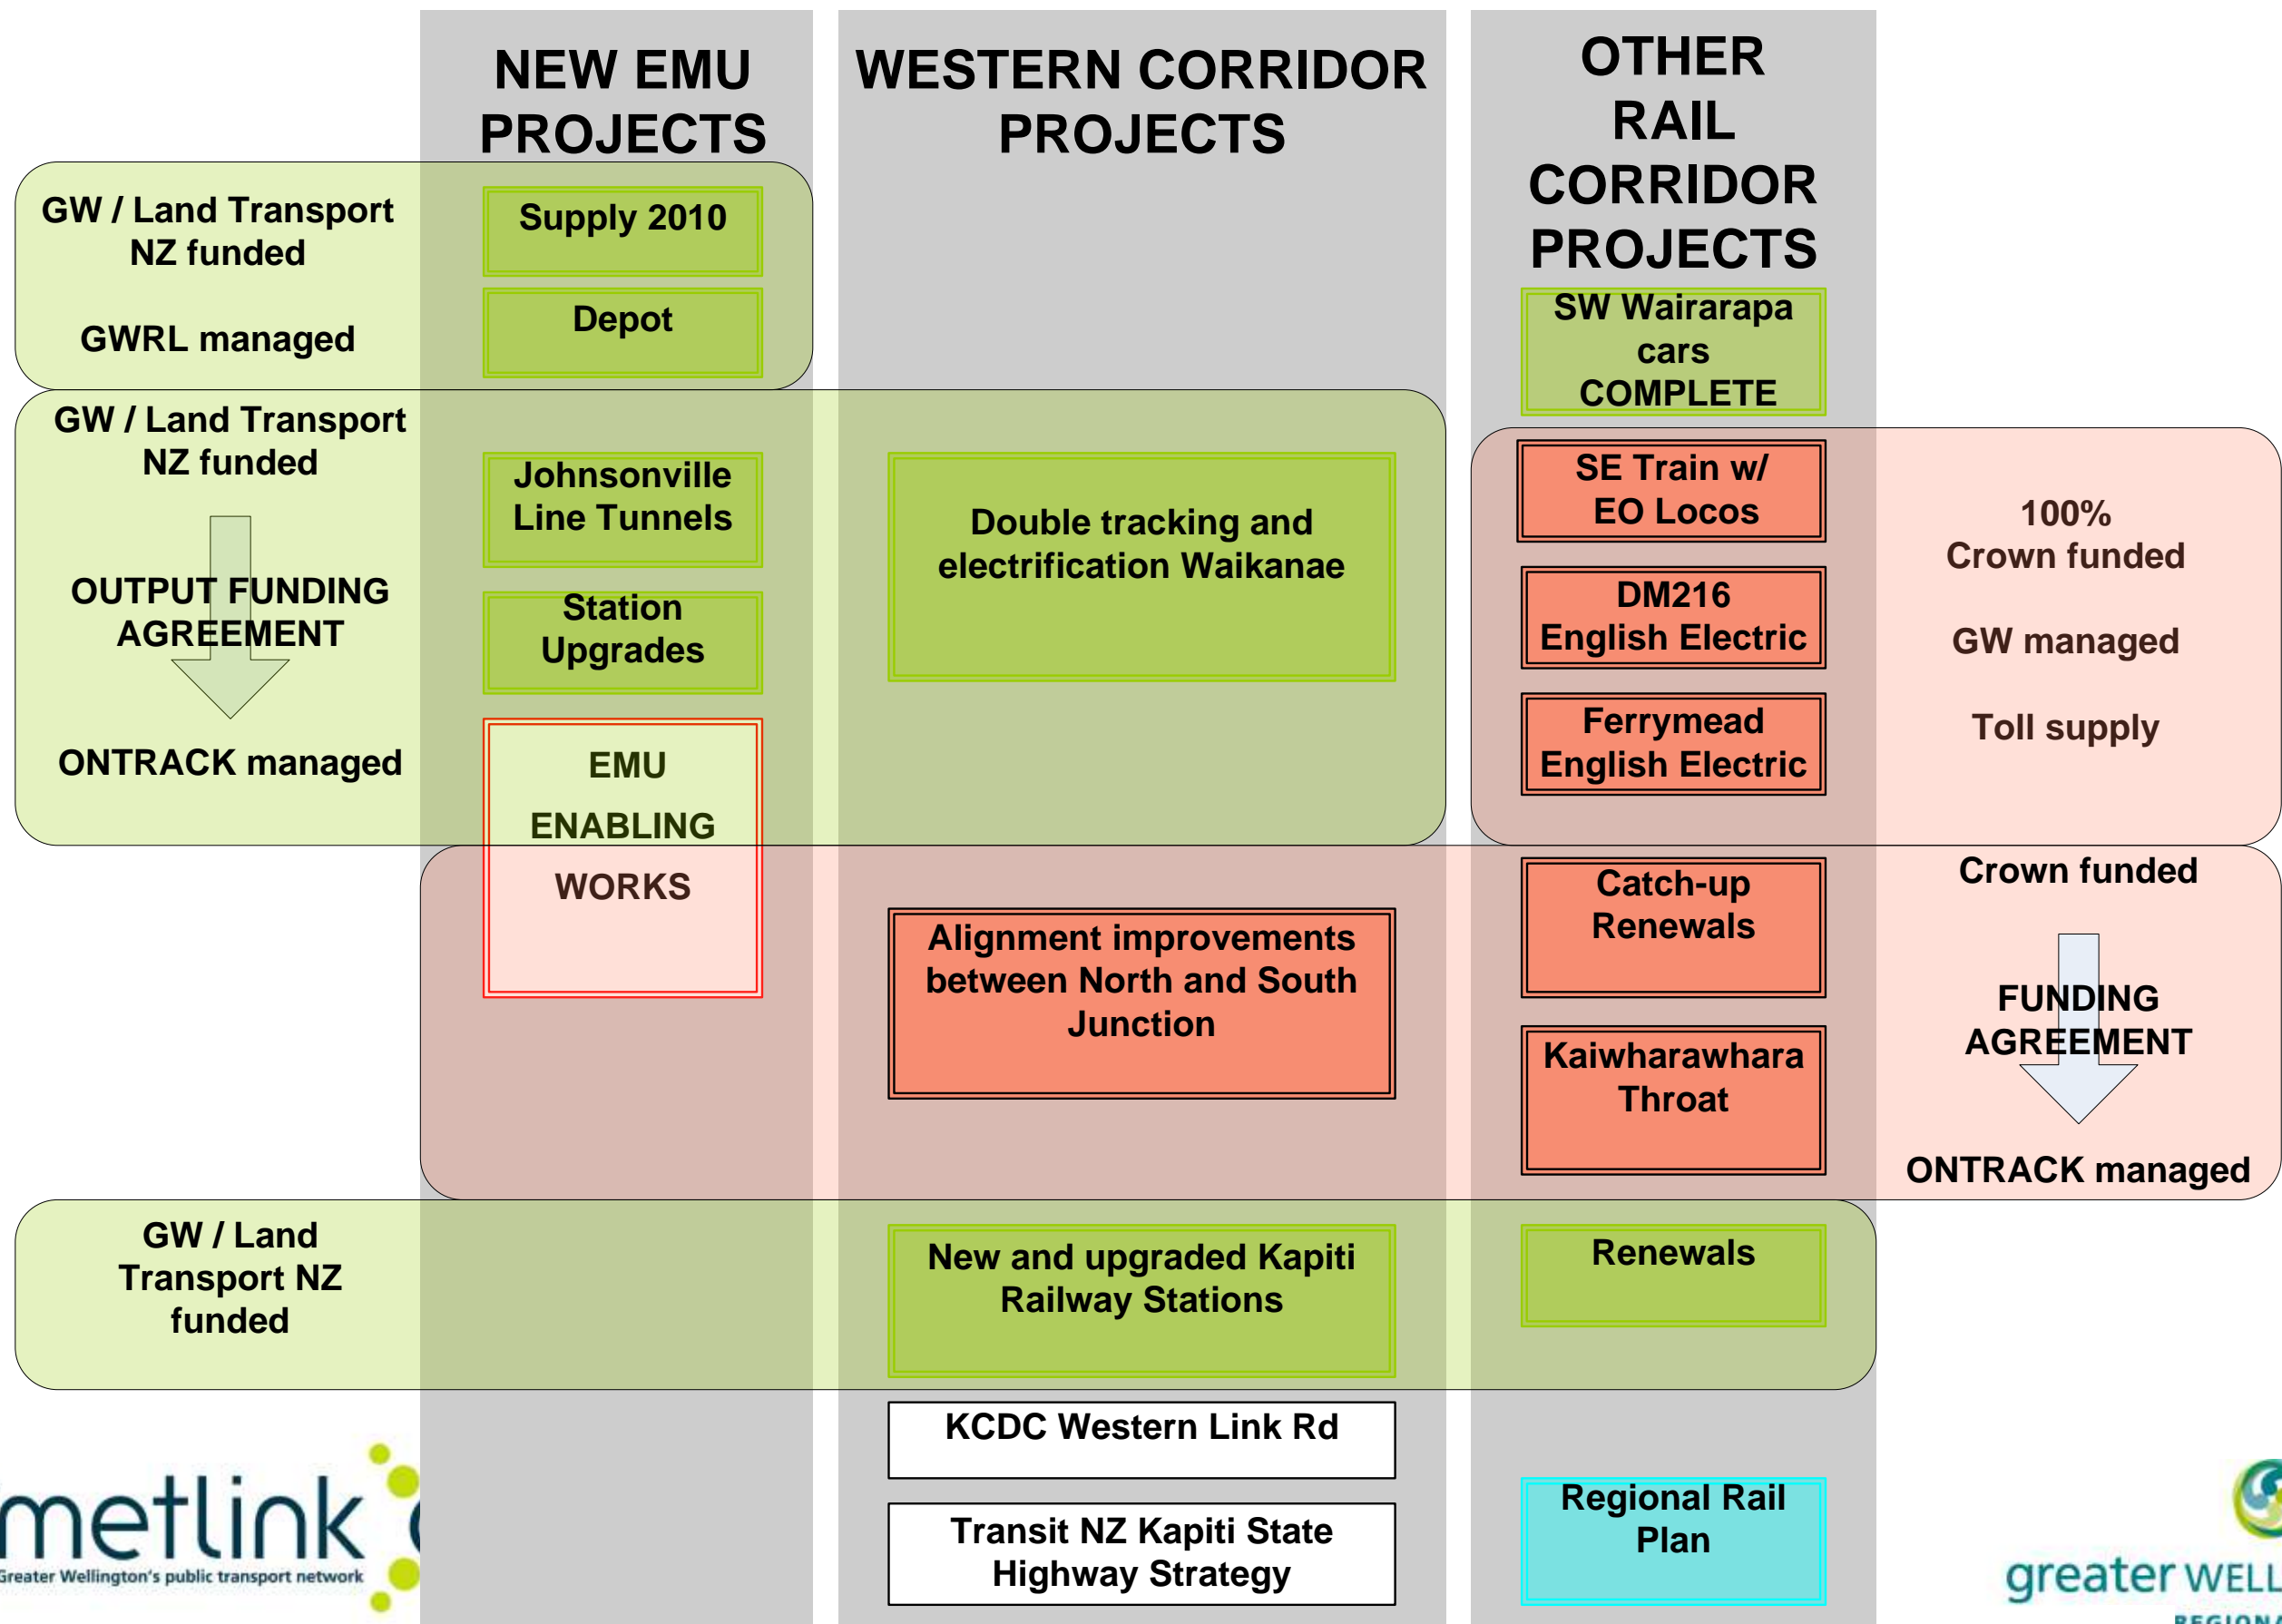 NEW EMU
PROJECTS
WESTERN CORRIDOR
PROJECTS
OTHER
RAIL
CORRIDOR
PROJECTS
GW / Land Transport
NZ funded
GWRL managed
Supply 2010
Depot
SW Wairarapa
cars
COMPLETE
GW / Land Transport
NZ funded
OUTPUT FUNDING
AGREEMENT
ONTRACK managed
Johnsonville
Line Tunnels
Station
Upgrades
EMU
ENABLING
WORKS
Double tracking and
electrification Waikanae
SE Train w/
EO Locos
DM216
English Electric
Ferrymead
English Electric
100%
Crown funded
GW managed
Toll supply
Alignment improvements
between North and South
Junction
Catch-up
Renewals
Kaiwharawhara
Throat
Crown funded
FUNDING
AGREEMENT
ONTRACK managed
GW / Land
Transport NZ
funded
New and upgraded Kapiti
Railway Stations
Renewals
KCDC Western Link Rd
Transit NZ Kapiti State
Highway Strategy
Regional Rail
Plan
metlink
Greater Wellington's public transport network
greater WELL
REGIONA